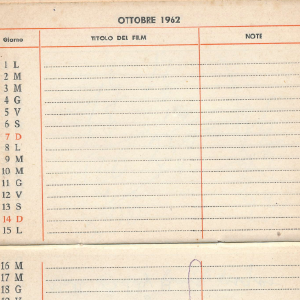 OTTOBRE 1962
Giorno TITOLO DEL FILM NOTE
1 L
2 M
3 M
4 G
5 V
6 S
7 D
8 L
9 M
10 M
11 G
12 V
13 S
14 D
15 L
16 M
17 M
18 G